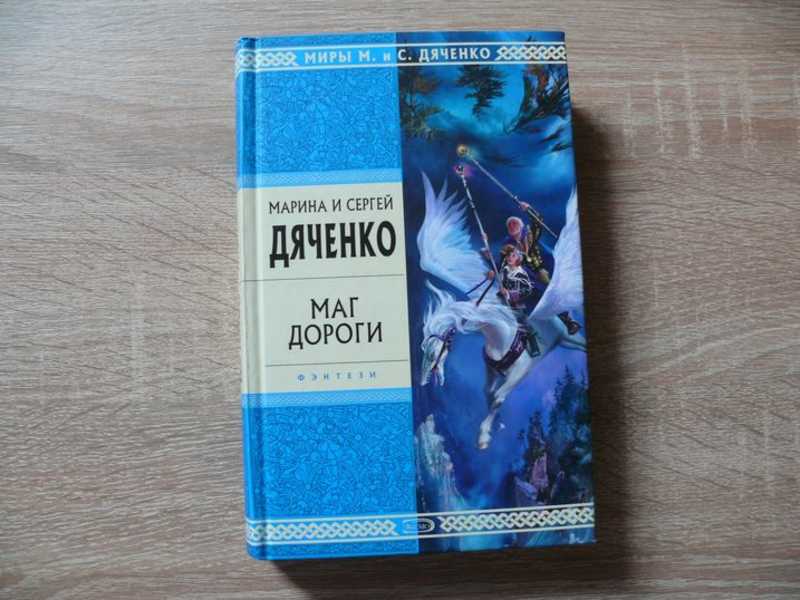 МИРЫ М. и С. ДЯЧЕНКО
МАРИНА И СЕРГЕЙ
ДЯЧЕНКО
МАГ
ДОРОГИ
ФЭНТЕЗИ